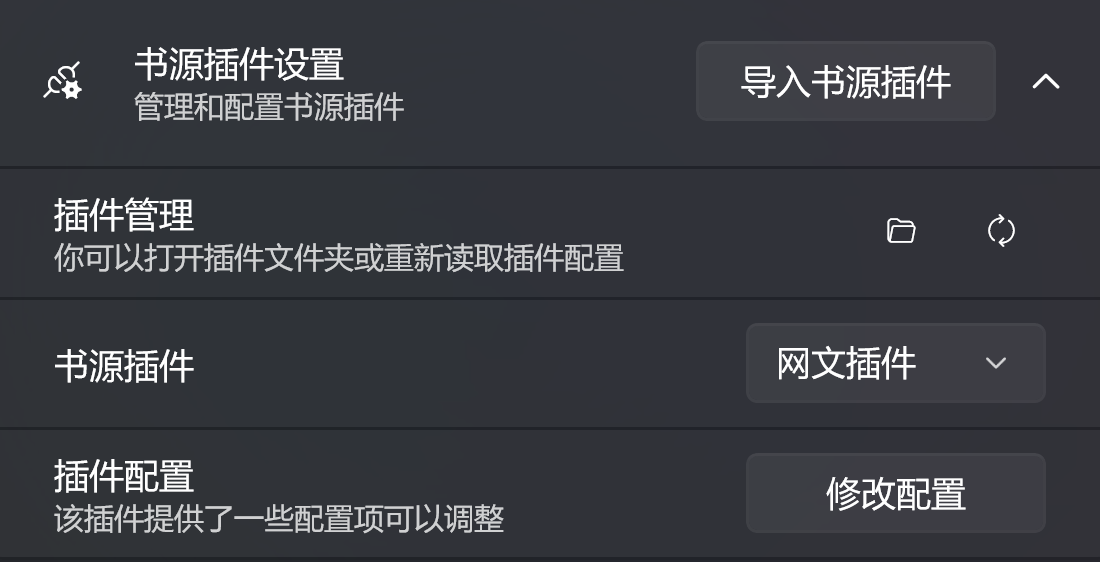 书源插件设置
导入书源插件
管理和配置书源插件
插件管理
你可以打开插件文件夹或重新读取插件配置
书源插件
网文插件
插件配置
修改配置
该插件提供了一些配置项可以调整